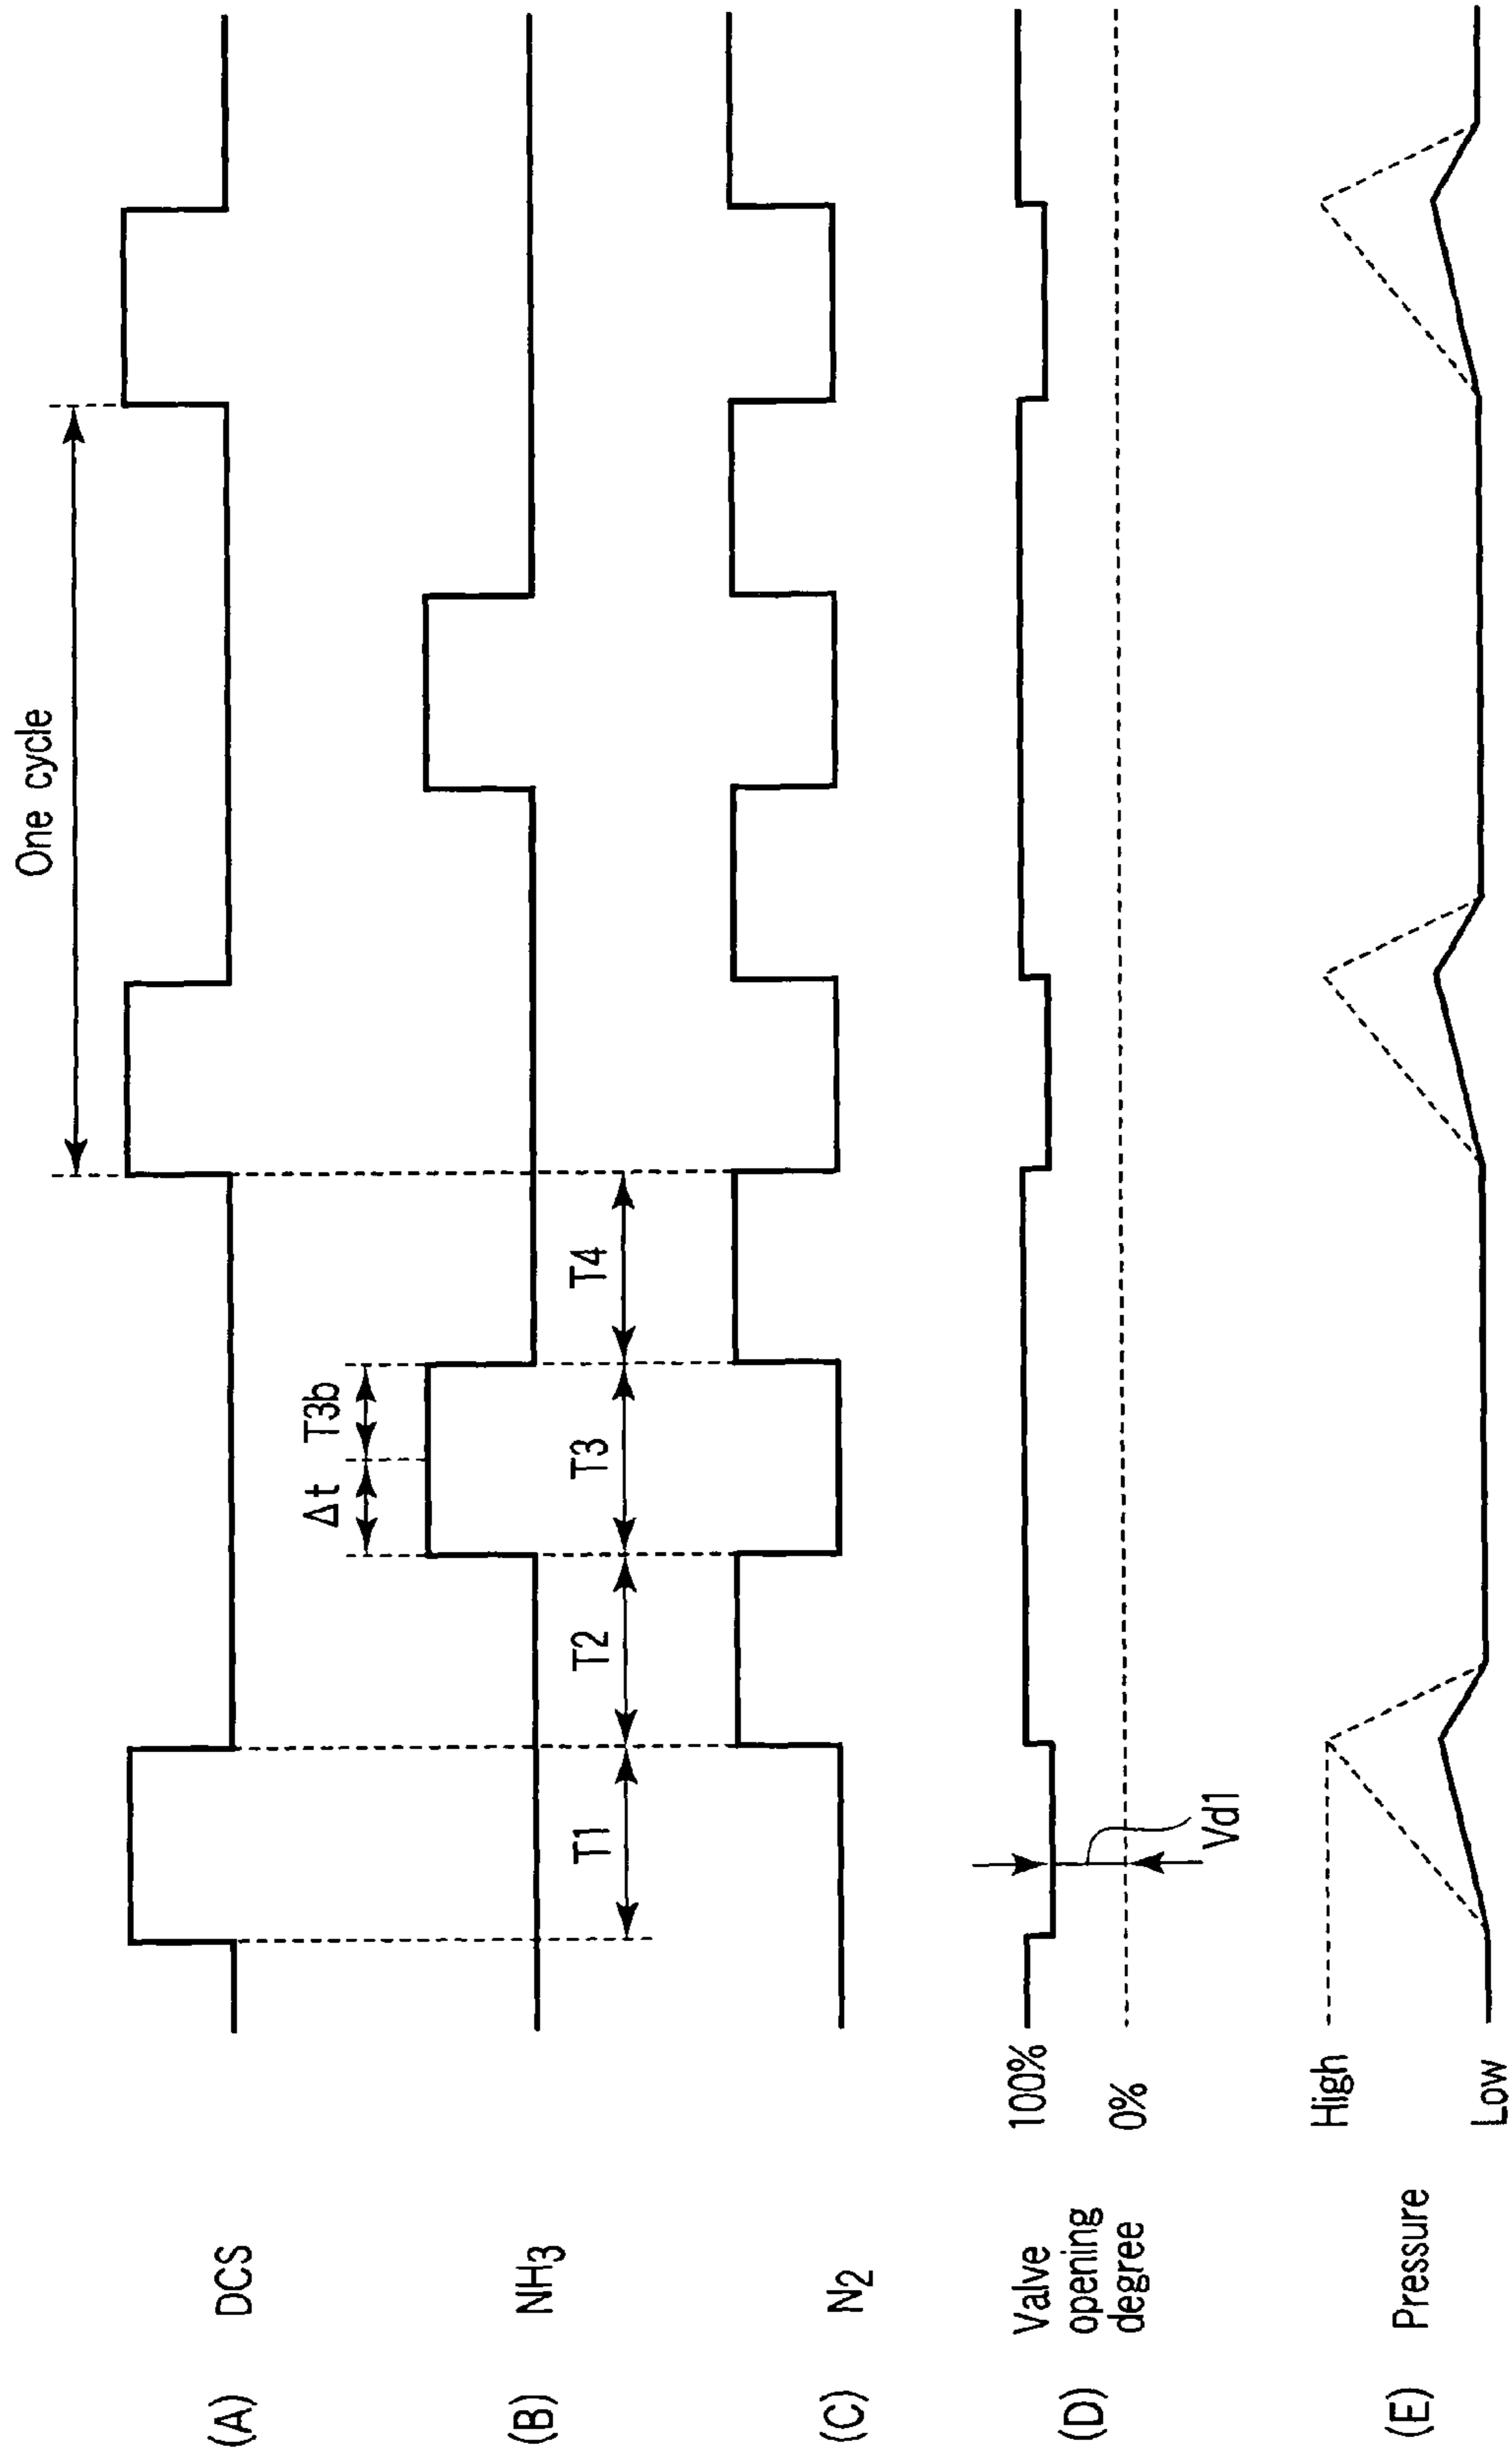 One cycle
(A) DCS
Δt T3b
(B) NH3
T1 T2 T3 T4
(C) N2
(D) Valve opening degree
100%
0%
Vd1
(E) Pressure
High
Low